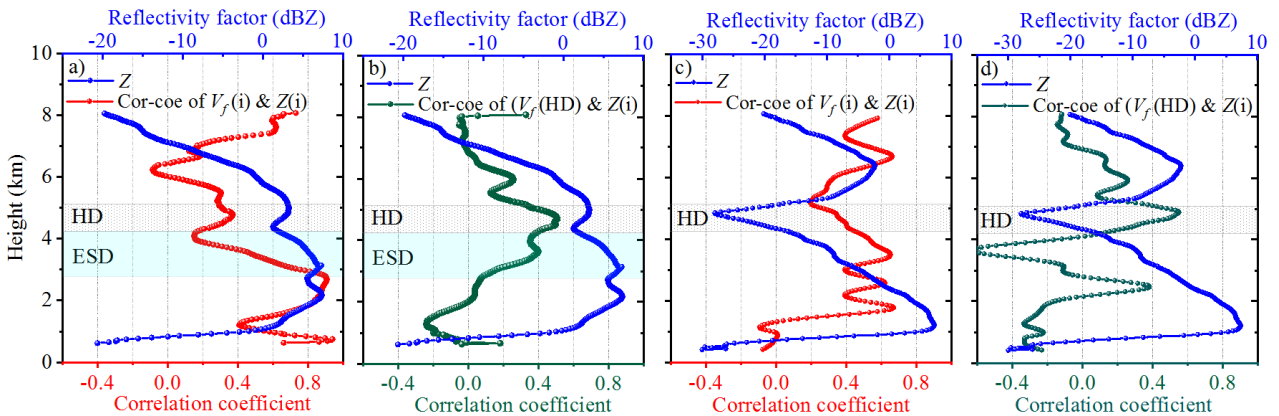 Reflectivity factor (dBZ)
-20 -10 0 10
a)
Z
Cor-coe of Vf (i) & Z(i)
HD
ESD
Height (km)
10
8
6
4
2
0
-0.4 0.0 0.4 0.8
Correlation coefficient
Reflectivity factor (dBZ)
-20 -10 0 10
b)
Z
Cor-coe of (Vf (HD) & Z(i)
HD
ESD
-0.4 0.0 0.4 0.8
Correlation coefficient
Reflectivity factor (dBZ)
-30 -20 -10 0 10
c)
Z
Cor-coe of Vf (i) & Z(i)
HD
-0.4 0.0 0.4 0.8
Correlation coefficient
Reflectivity factor (dBZ)
-30 -20 -10 0 10
d)
Z
Cor-coe of (Vf (HD) & Z(i)
HD
-0.4 0.0 0.4 0.8
Correlation coefficient